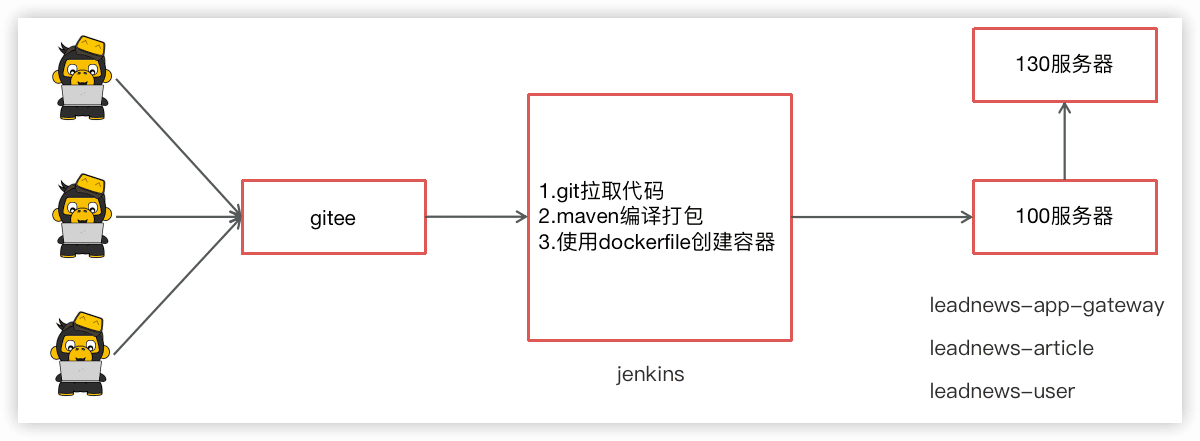 gitee
1.git拉取代码
2.maven编译打包
3.使用dockerfile创建容器
jenkins
130服务器
100服务器
leadnews-app-gateway
leadnews-article
leadnews-user